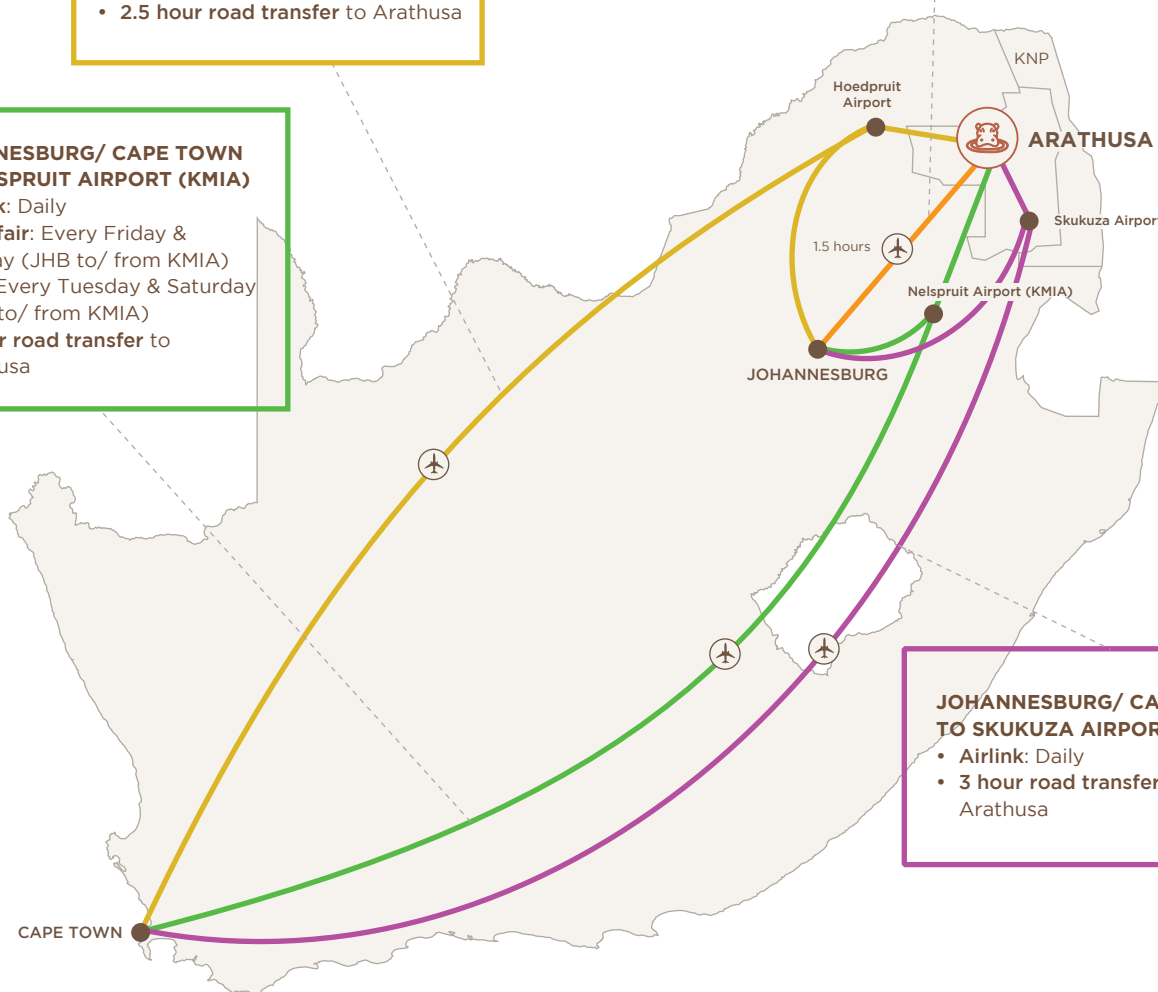 • 2.5 hour road transfer to Arathusa
KNP
Hoedpruit
Airport
ARATHUSA
NESBURG/ CAPE TOWN
SPRUIT AIRPORT (KMIA)
k: Daily
fair: Every Friday &
ay (JHB to/ from KMIA)
Every Tuesday & Saturday
to/ from KMIA)
r road transfer to
usa
Skukuza Airport
1.5 hours
Nelspruit Airport (KMIA)
JOHANNESBURG
JOHANNESBURG/ CA
TO SKUKUZA AIRPOR
• Airlink: Daily
• 3 hour road transfer
Arathusa
CAPE TOWN